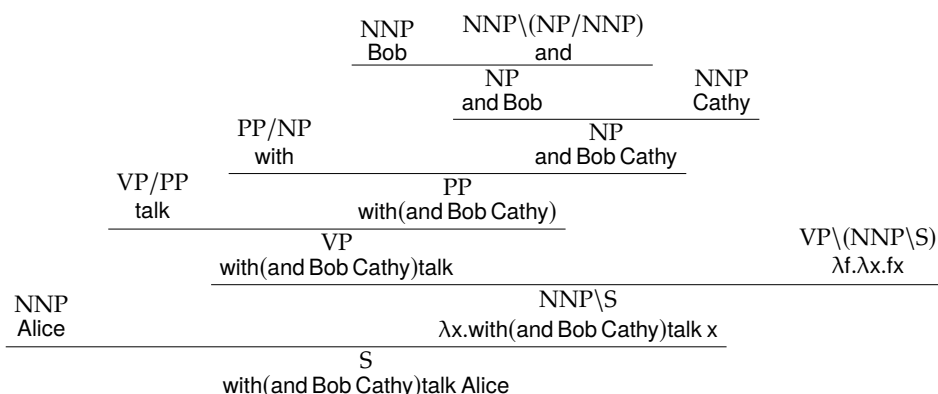 NNP NNP\(NP/NNP)
Bob and
NP NNP
and Bob Cathy
PP/NP NP
with and Bob Cathy
VP/PP PP
talk with(and Bob Cathy)
VP VP\(NNP\S)
with(and Bob Cathy)talk λf.λx.fx
NNP NNP\S
Alice λx.with(and Bob Cathy)talk x
S
with(and Bob Cathy)talk Alice